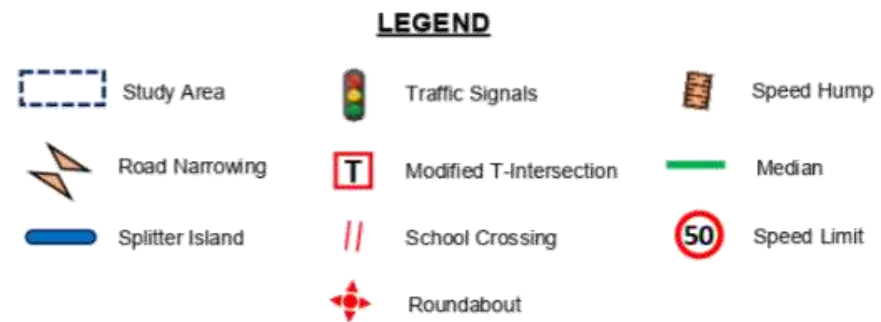 LEGEND
Study Area
Traffic Signals
Speed Hump
Road Narrowing
T
Modified T-Intersection
Median
Splitter Island
School Crossing
50
Speed Limit
Roundabout